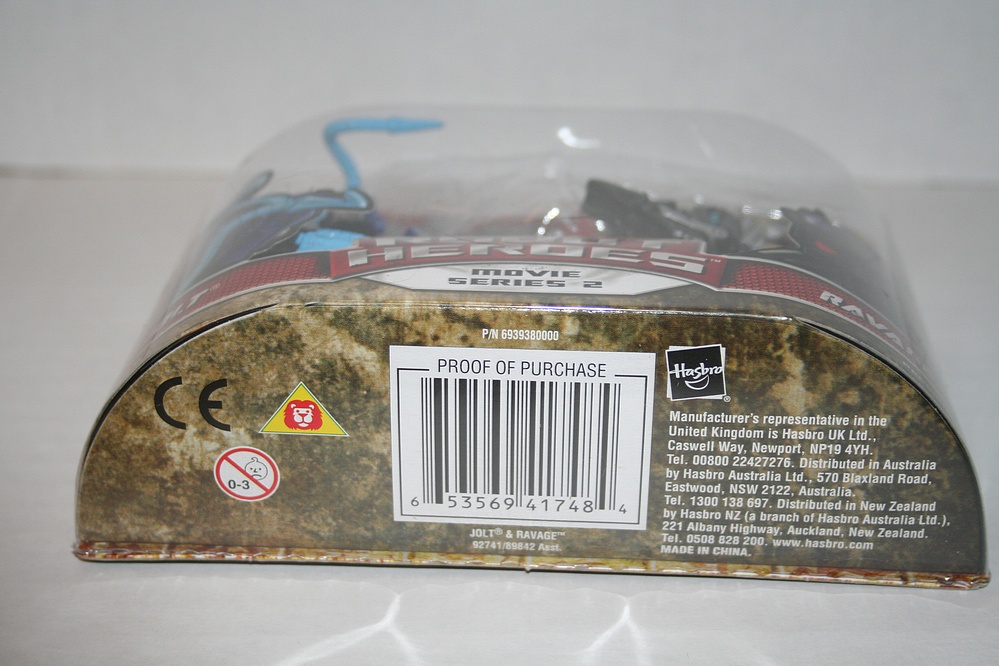 HEROES™
MOVIE
SERIES 2
P/N 6939380000
PROOF OF PURCHASE
6 53569 41748 4
JOLT® & RAVAGE™
92741/89842 Asst.
CE
0-3
Hasbro®
Manufacturer's representative in the
United Kingdom is Hasbro UK Ltd.,
Caswell Way, Newport, NP19 4YH.
Tel. 00800 22427276. Distributed in Australia
by Hasbro Australia Ltd., 570 Blaxland Road,
Eastwood, NSW 2122, Australia.
Tel. 1300 138 697. Distributed in New Zealand
by Hasbro NZ (a branch of Hasbro Australia Ltd.),
221 Albany Highway, Auckland, New Zealand.
Tel. 0508 828 200. www.hasbro.com
MADE IN CHINA.